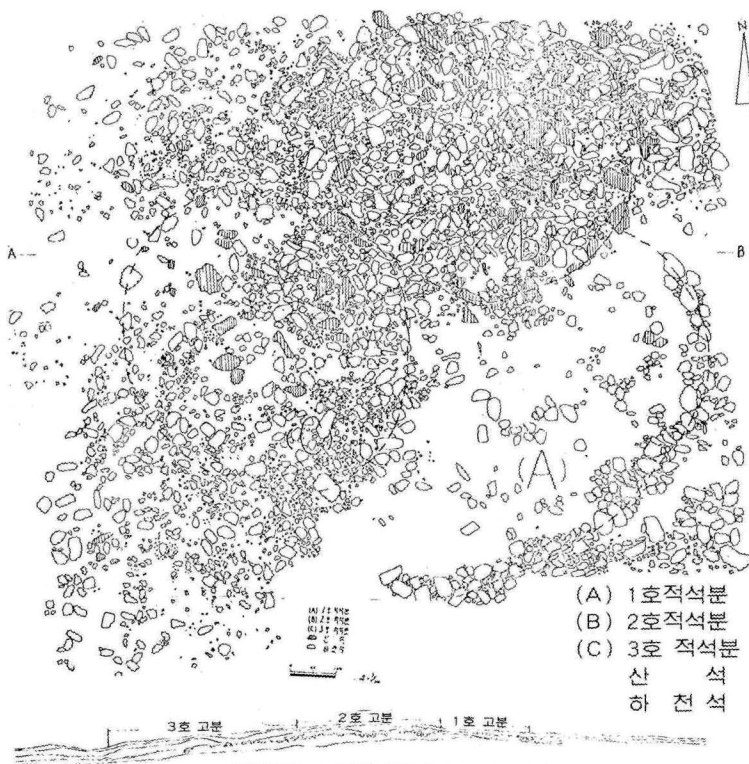 N
A
B
(B)
(A)
(C)
(A) 1호적석분
(B) 2호적석분
(C) 3호 적석분
산 석
하 천 석
3호 고분
2호 고분
1호 고분